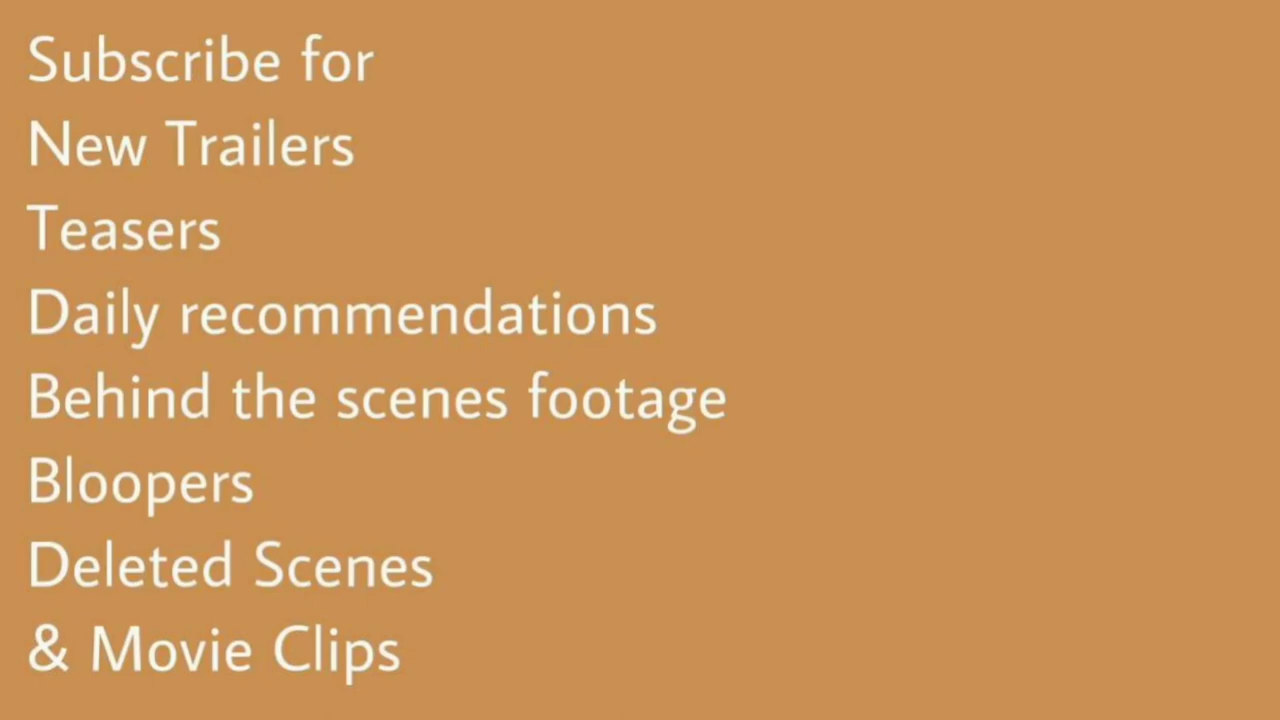 Subscribe for
New Trailers
Teasers
Daily recommendations
Behind the scenes footage
Bloopers
Deleted Scenes
& Movie Clips